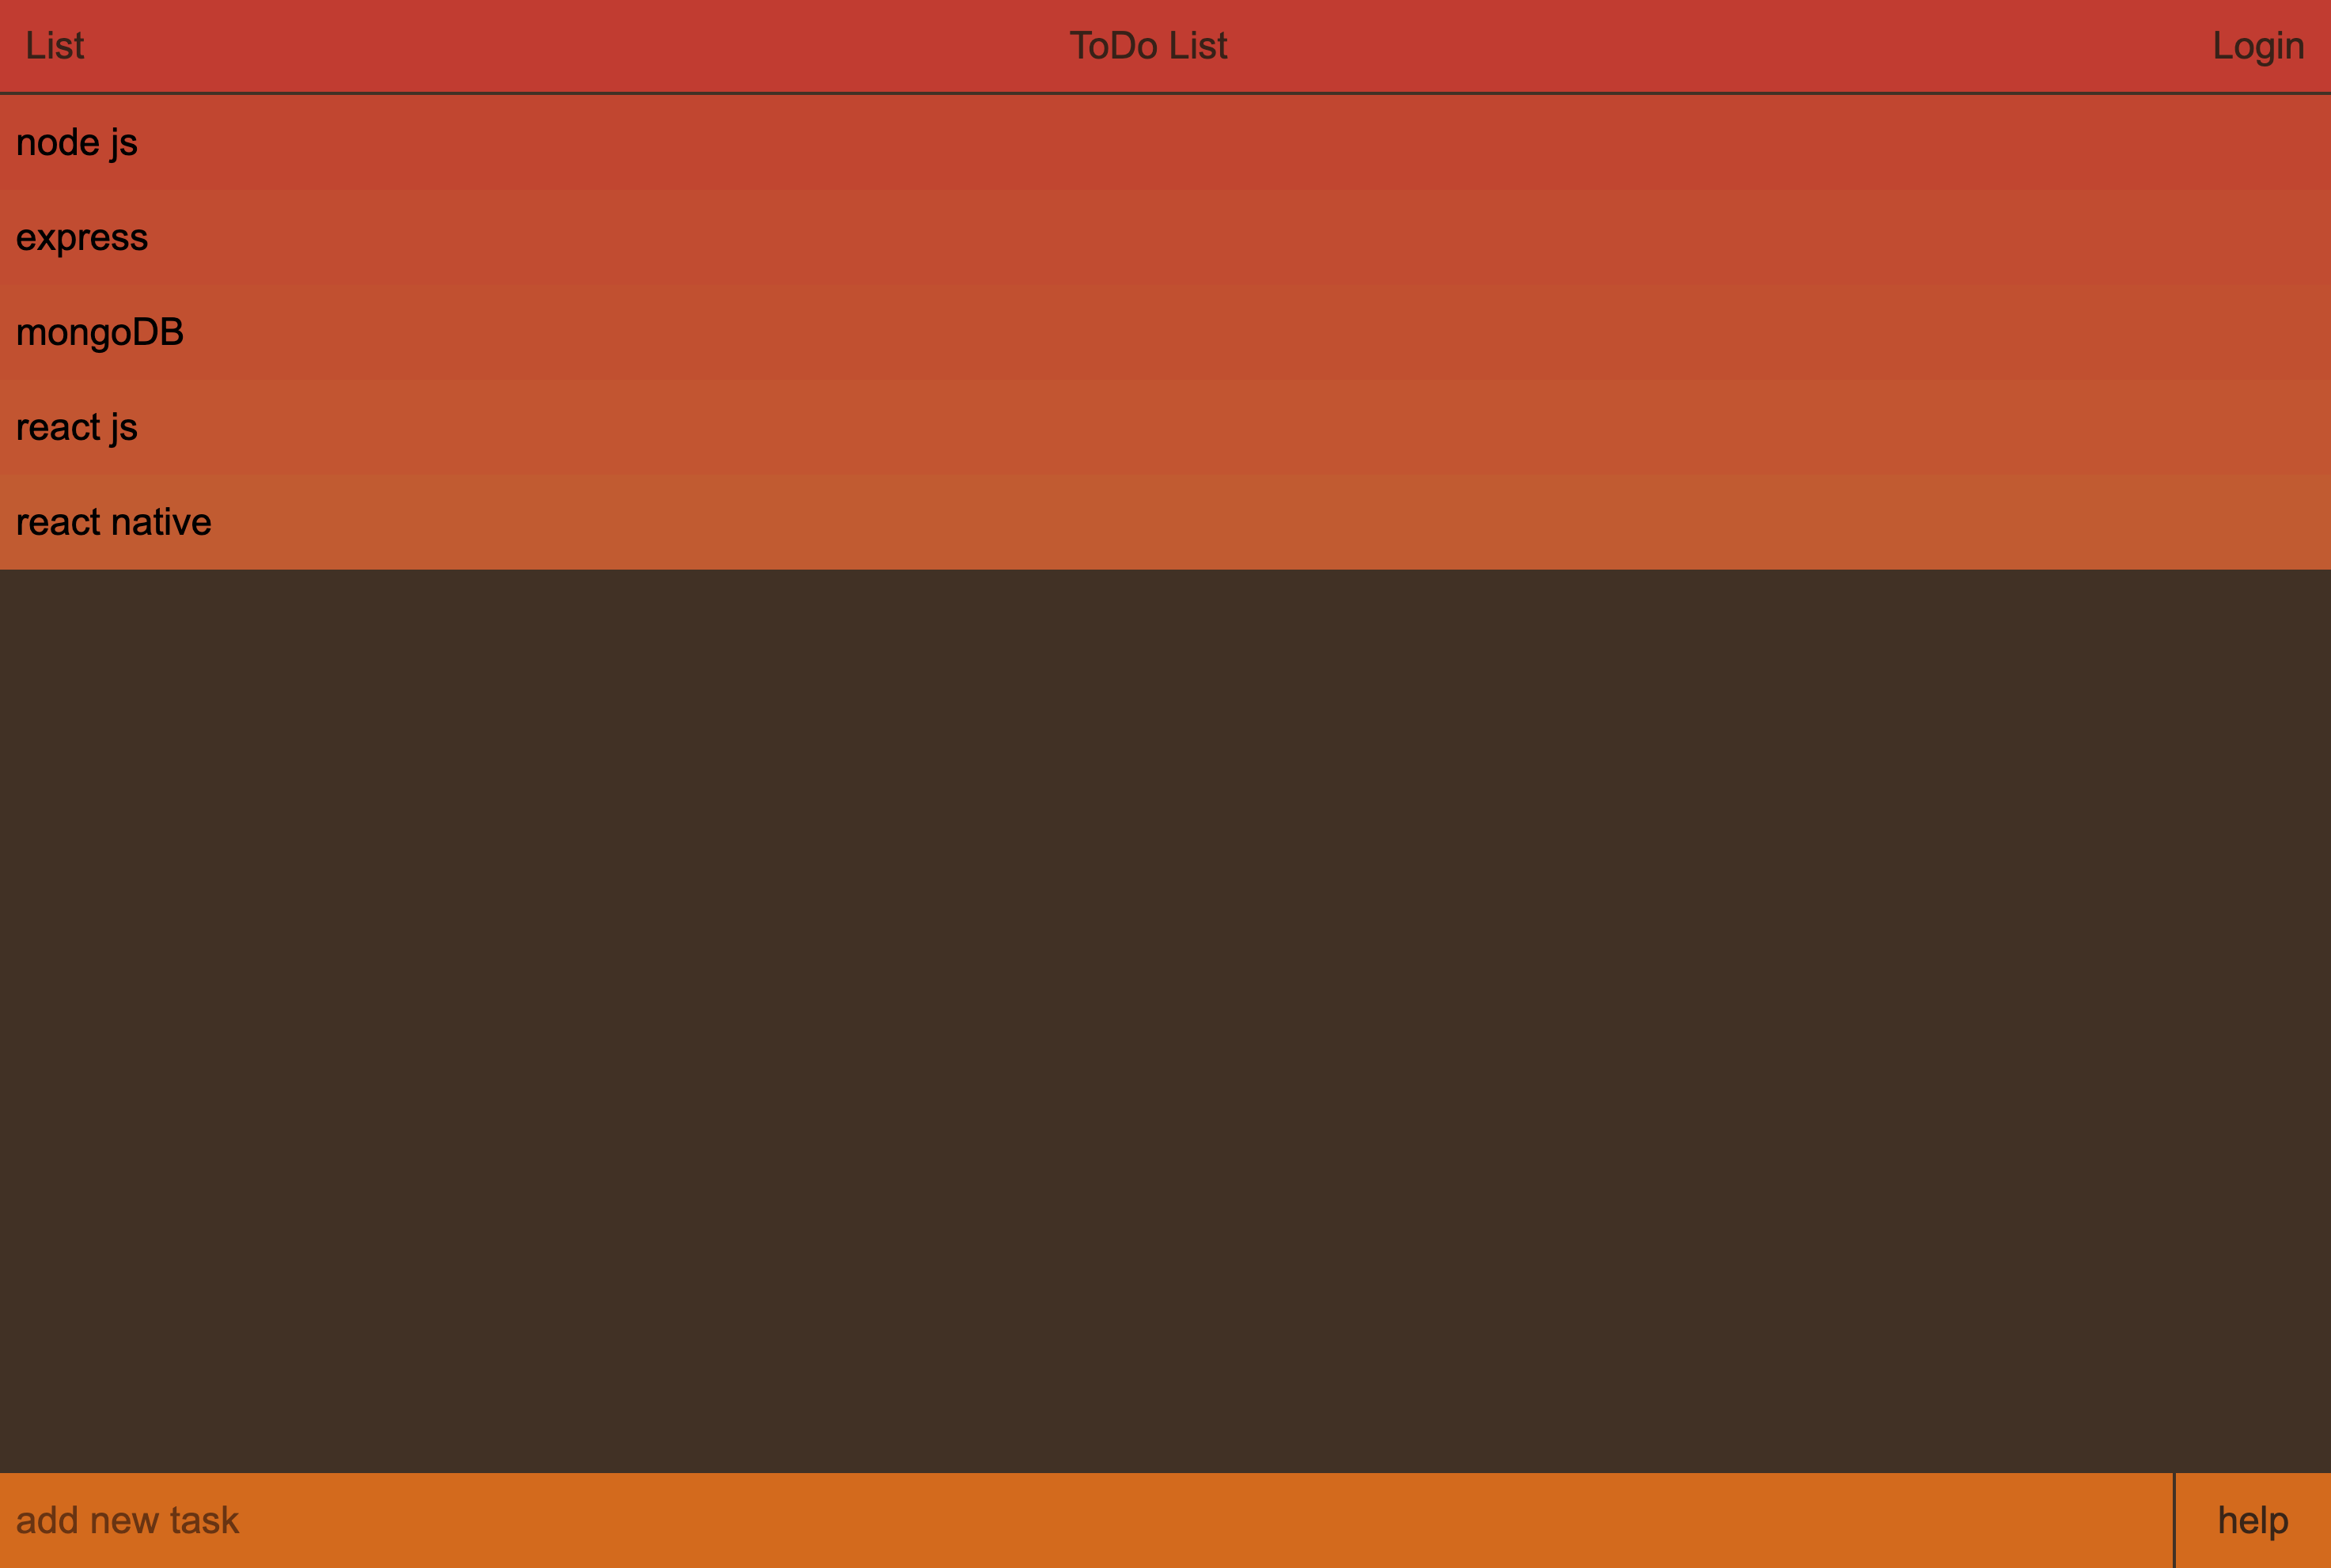 List
ToDo List
Login
node js
express
mongoDB
react js
react native
add new task
help